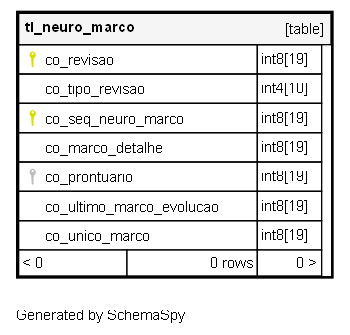 tl_neuro_marco [table]
co_revisao int8[19]
co_tipo_revisao int4[10]
co_seq_neuro_marco int8[19]
co_marco_detalhe int8[19]
co_prontuario int8[19]
co_ultimo_marco_evolucao int8[19]
co_unico_marco int8[19]
< 0 0 rows 0 >
Generated by SchemaSpy